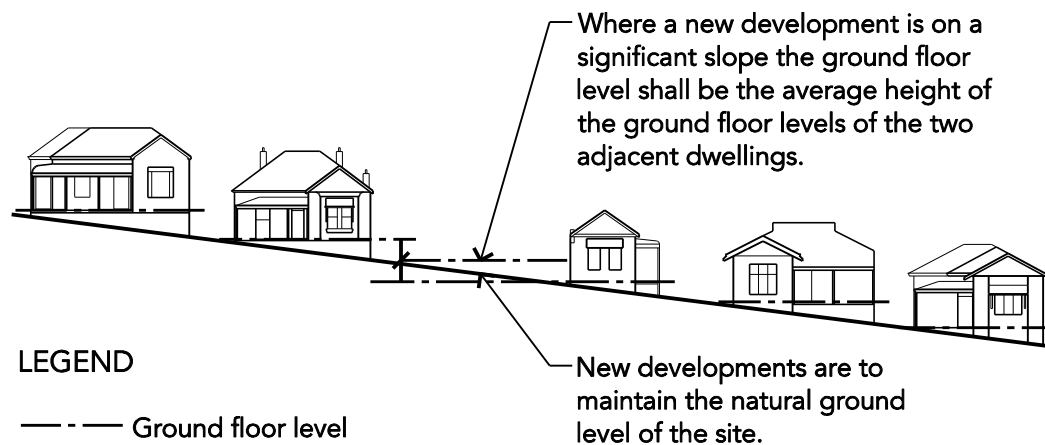 Where a new development is on a
significant slope the ground floor
level shall be the average height of
the ground floor levels of the two
adjacent dwellings.
New developments are to
maintain the natural ground
level of the site.
LEGEND
Ground floor level